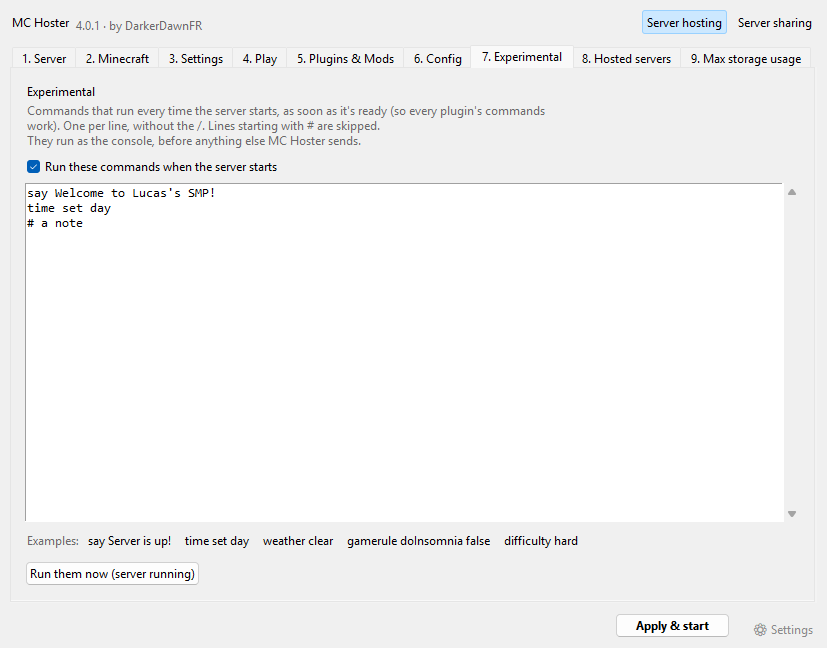 MC Hoster 4.0.1 · by DarkerDawnFR
Server hosting Server sharing
1. Server 2. Minecraft 3. Settings 4. Play 5. Plugins & Mods 6. Config 7. Experimental 8. Hosted servers 9. Max storage usage
Experimental
Commands that run every time the server starts, as soon as it's ready (so every plugin's commands
work). One per line, without the /. Lines starting with # are skipped.
They run as the console, before anything else MC Hoster sends.
Run these commands when the server starts
say Welcome to Lucas's SMP!
time set day
# a note
Examples: say Server is up! time set day weather clear gamerule doInsomnia false difficulty hard
Run them now (server running)
Apply & start
Settings